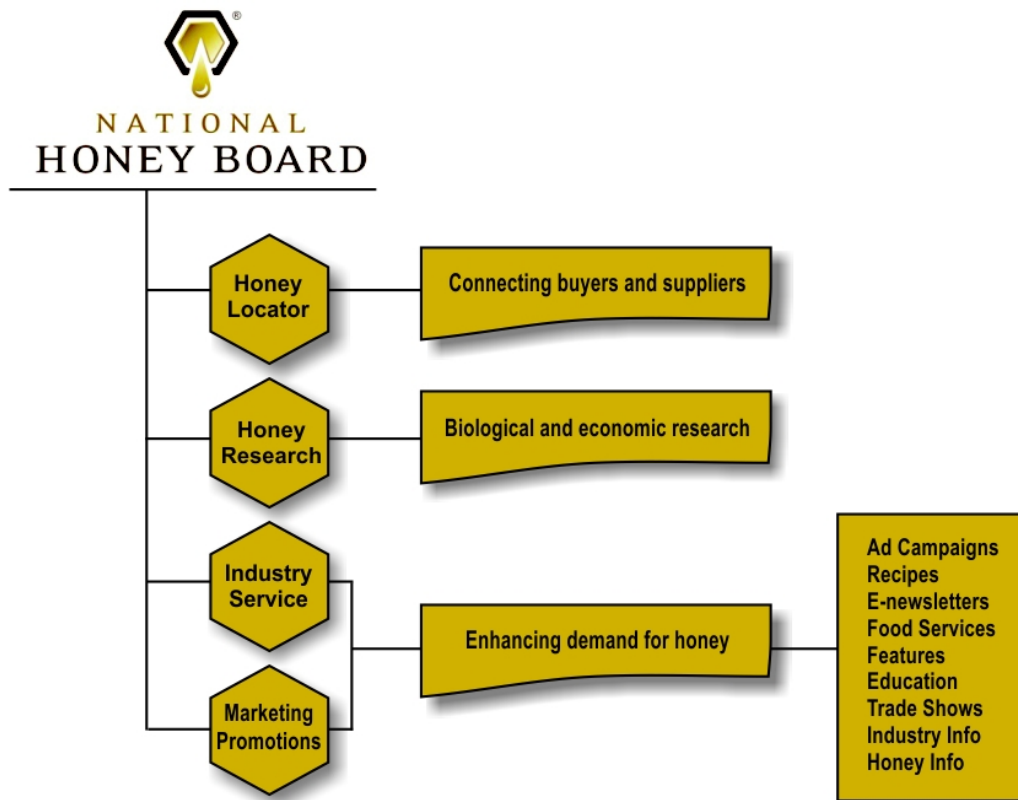 ®
NATIONAL
HONEY BOARD
Honey
Locator
Connecting buyers and suppliers
Honey
Research
Biological and economic research
Industry
Service
Marketing
Promotions
Enhancing demand for honey
Ad Campaigns
Recipes
E-newsletters
Food Services
Features
Education
Trade Shows
Industry Info
Honey Info